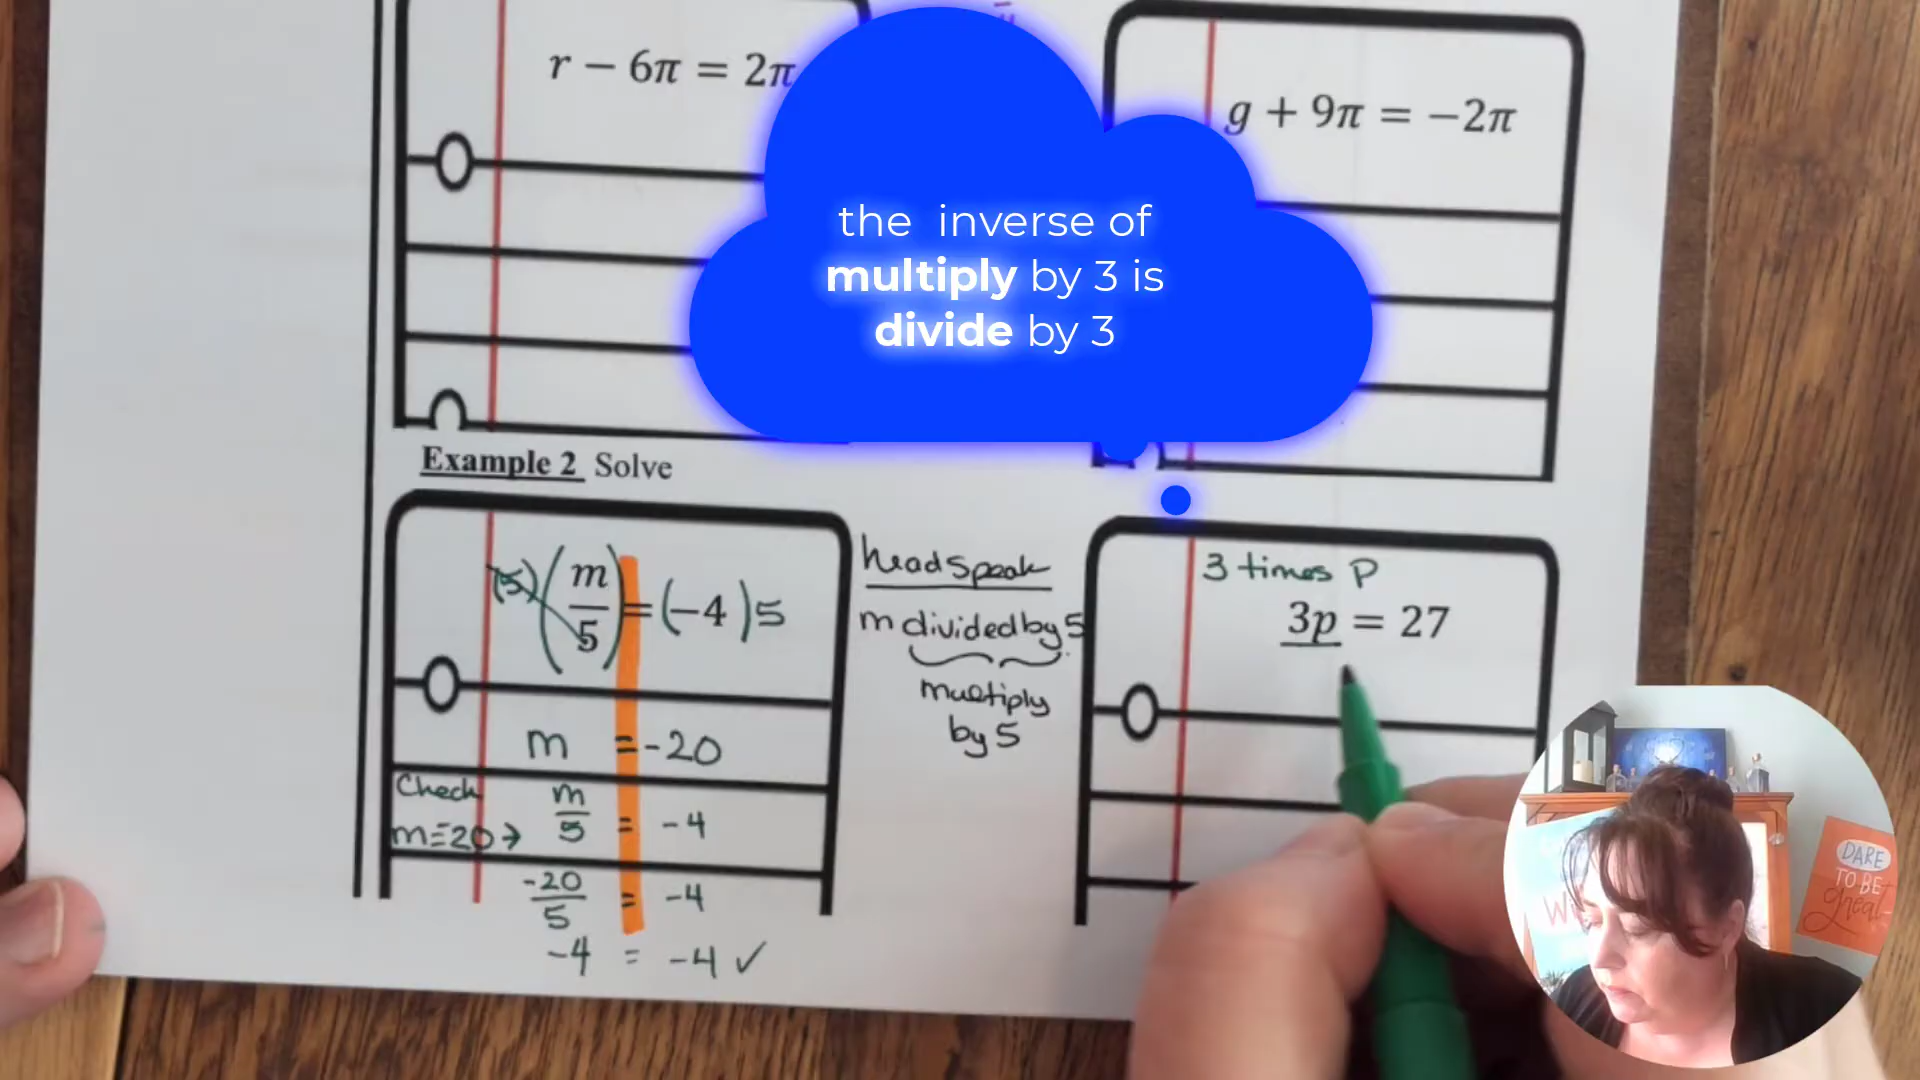 r − 6π = 2π
g + 9π = −2π
the inverse of
multiply by 3 is
divide by 3
Example 2 Solve
(5)(m/5) = (−4)5
m = -20
Check
m=-20→ m/5 = -4
-20/5 = -4
-4 = -4 ✓
headspeak
m divided by 5
multiply
by 5
3 times p
3p = 27
DARE
TO BE
great